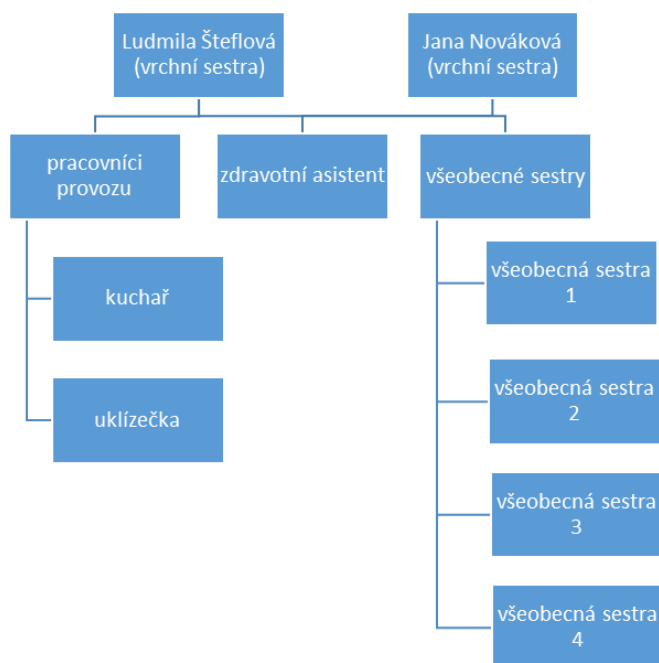 Ludmila Šteflová
(vrchní sestra)
Jana Nováková
(vrchní sestra)
pracovníci
provozu
zdravotní asistent
všeobecné sestry
kuchař
uklízečka
všeobecná sestra
1
všeobecná sestra
2
všeobecná sestra
3
všeobecná sestra
4